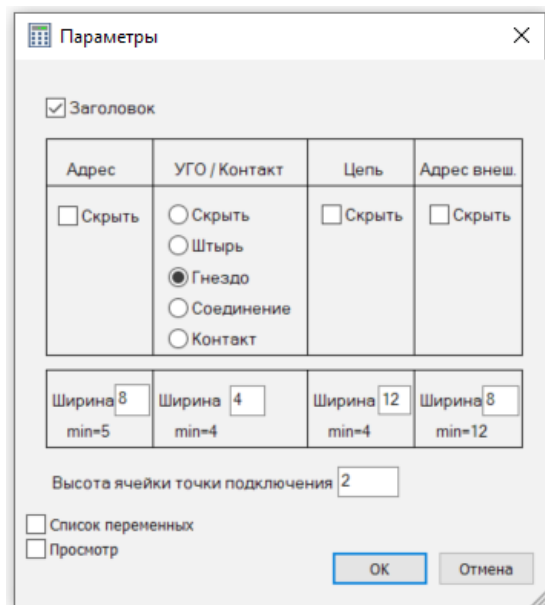 Параметры
Заголовок
Адрес УГО / Контакт Цепь Адрес внеш.
Скрыть Скрыть Скрыть Скрыть
Штырь
Гнездо
Соединение
Контакт
Ширина 8 Ширина 4 Ширина 12 Ширина 8
min=5 min=4 min=4 min=12
Высота ячейки точки подключения 2
Список переменных
Просмотр
OK Отмена